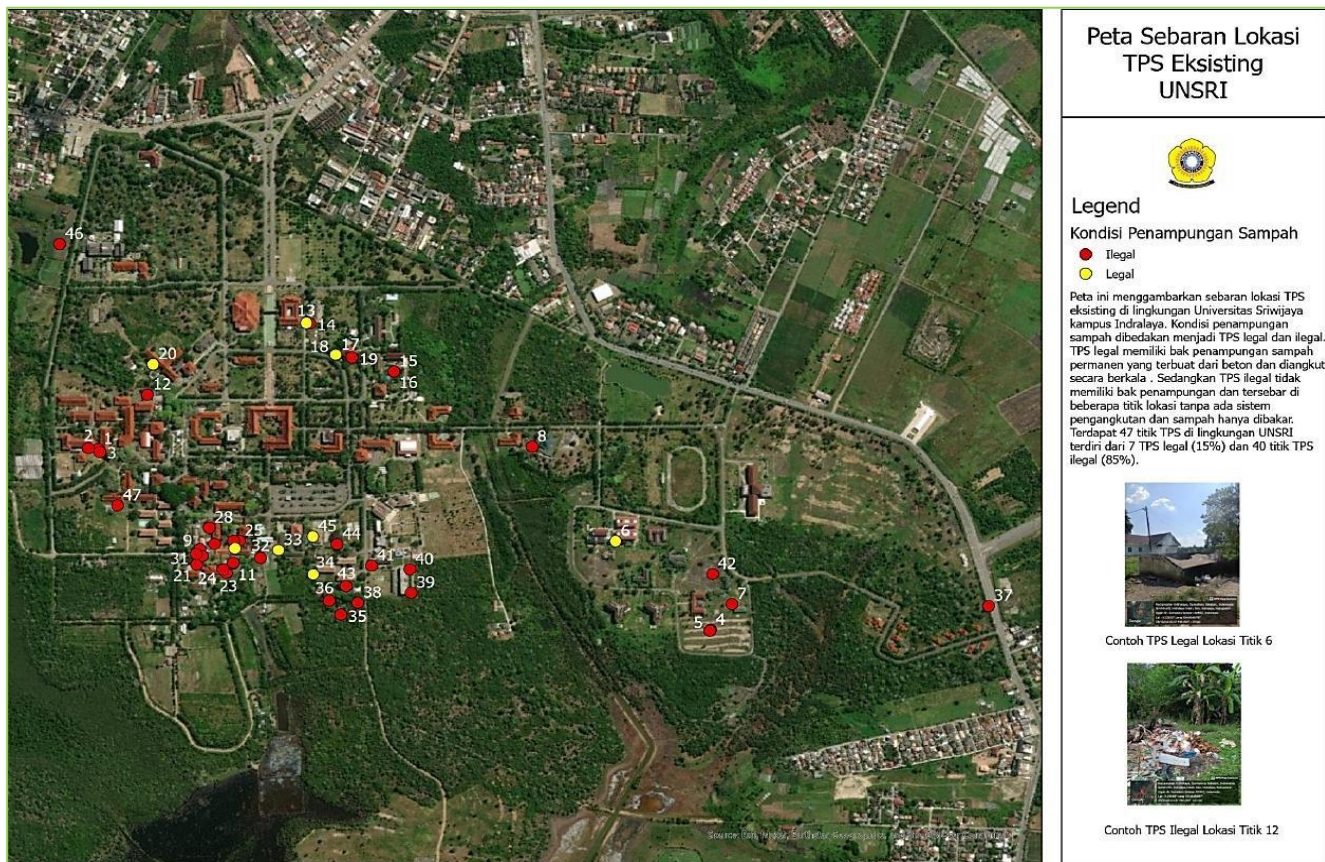 Peta Sebaran Lokasi
TPS Eksisting
UNSRI
Legend
Kondisi Penampungan Sampah
Ilegal
Legal
Peta ini menggambarkan sebaran lokasi TPS
eksisting di lingkungan Universitas Sriwijaya
kampus Indralaya. Kondisi penampungan
sampah dibedakan menjadi TPS legal dan ilegal.
TPS legal memiliki bak penampungan sampah
permanen yang terbuat dari beton dan diangkut
secara berkala . Sedangkan TPS ilegal tidak
memiliki bak penampungan dan tersebar di
beberapa titik lokasi tanpa ada sistem
pengangkutan dan sampah hanya dibakar.
Terdapat 47 titik TPS di lingkungan UNSRI
terdiri dari 7 TPS legal (15%) dan 40 titik TPS
ilegal (85%).
Contoh TPS Legal Lokasi Titik 6
Contoh TPS Ilegal Lokasi Titik 12
46
13
14
17
18
19
15
16
20
12
2
1
3
8
47
28
9
25
33
45
44
6
31
32
34
41
40
42
21
24
11
23
43
39
36
38
35
7
5
4
37